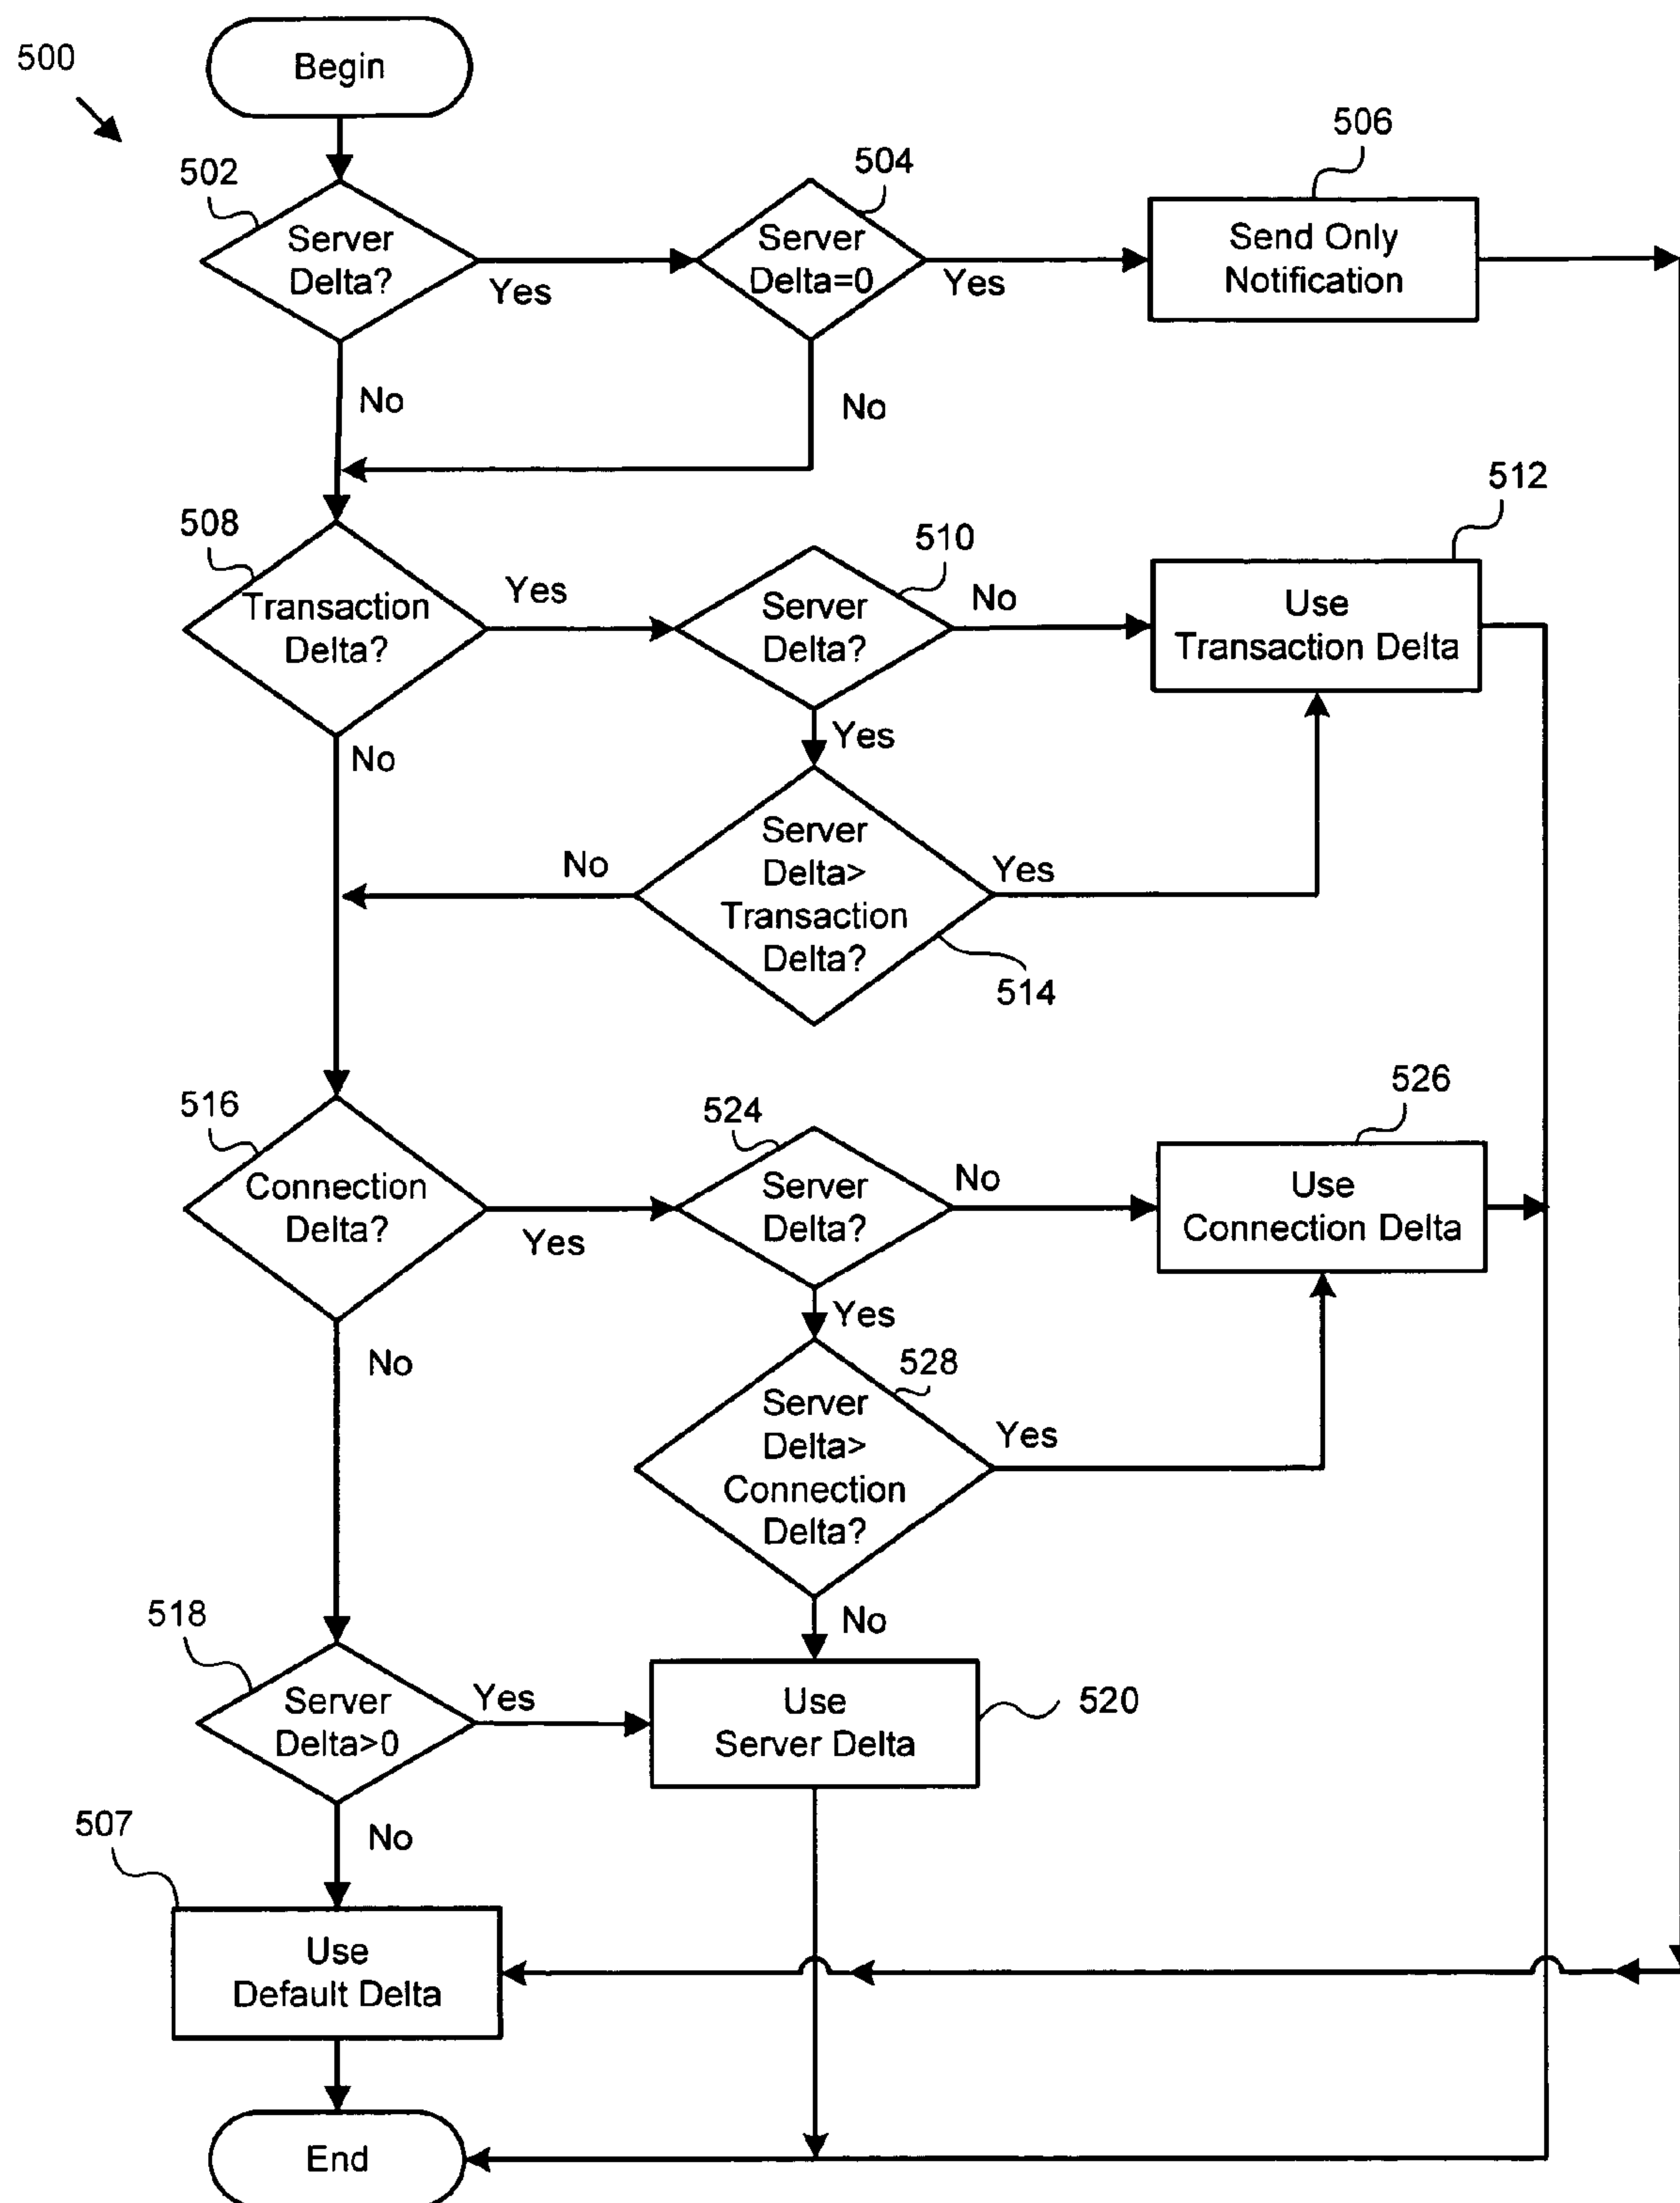 500
Begin
502
Server
Delta?
Yes
No
504
Server
Delta=0
Yes
No
506
Send Only
Notification
508
Transaction
Delta?
Yes
No
510
Server
Delta?
No
Yes
512
Use
Transaction Delta
Server
Delta>
Transaction
Delta?
No
Yes
514
516
Connection
Delta?
Yes
No
524
Server
Delta?
No
Yes
526
Use
Connection Delta
528
Server
Delta>
Connection
Delta?
Yes
No
518
Server
Delta>0
Yes
No
Use
Server Delta
520
507
Use
Default Delta
End